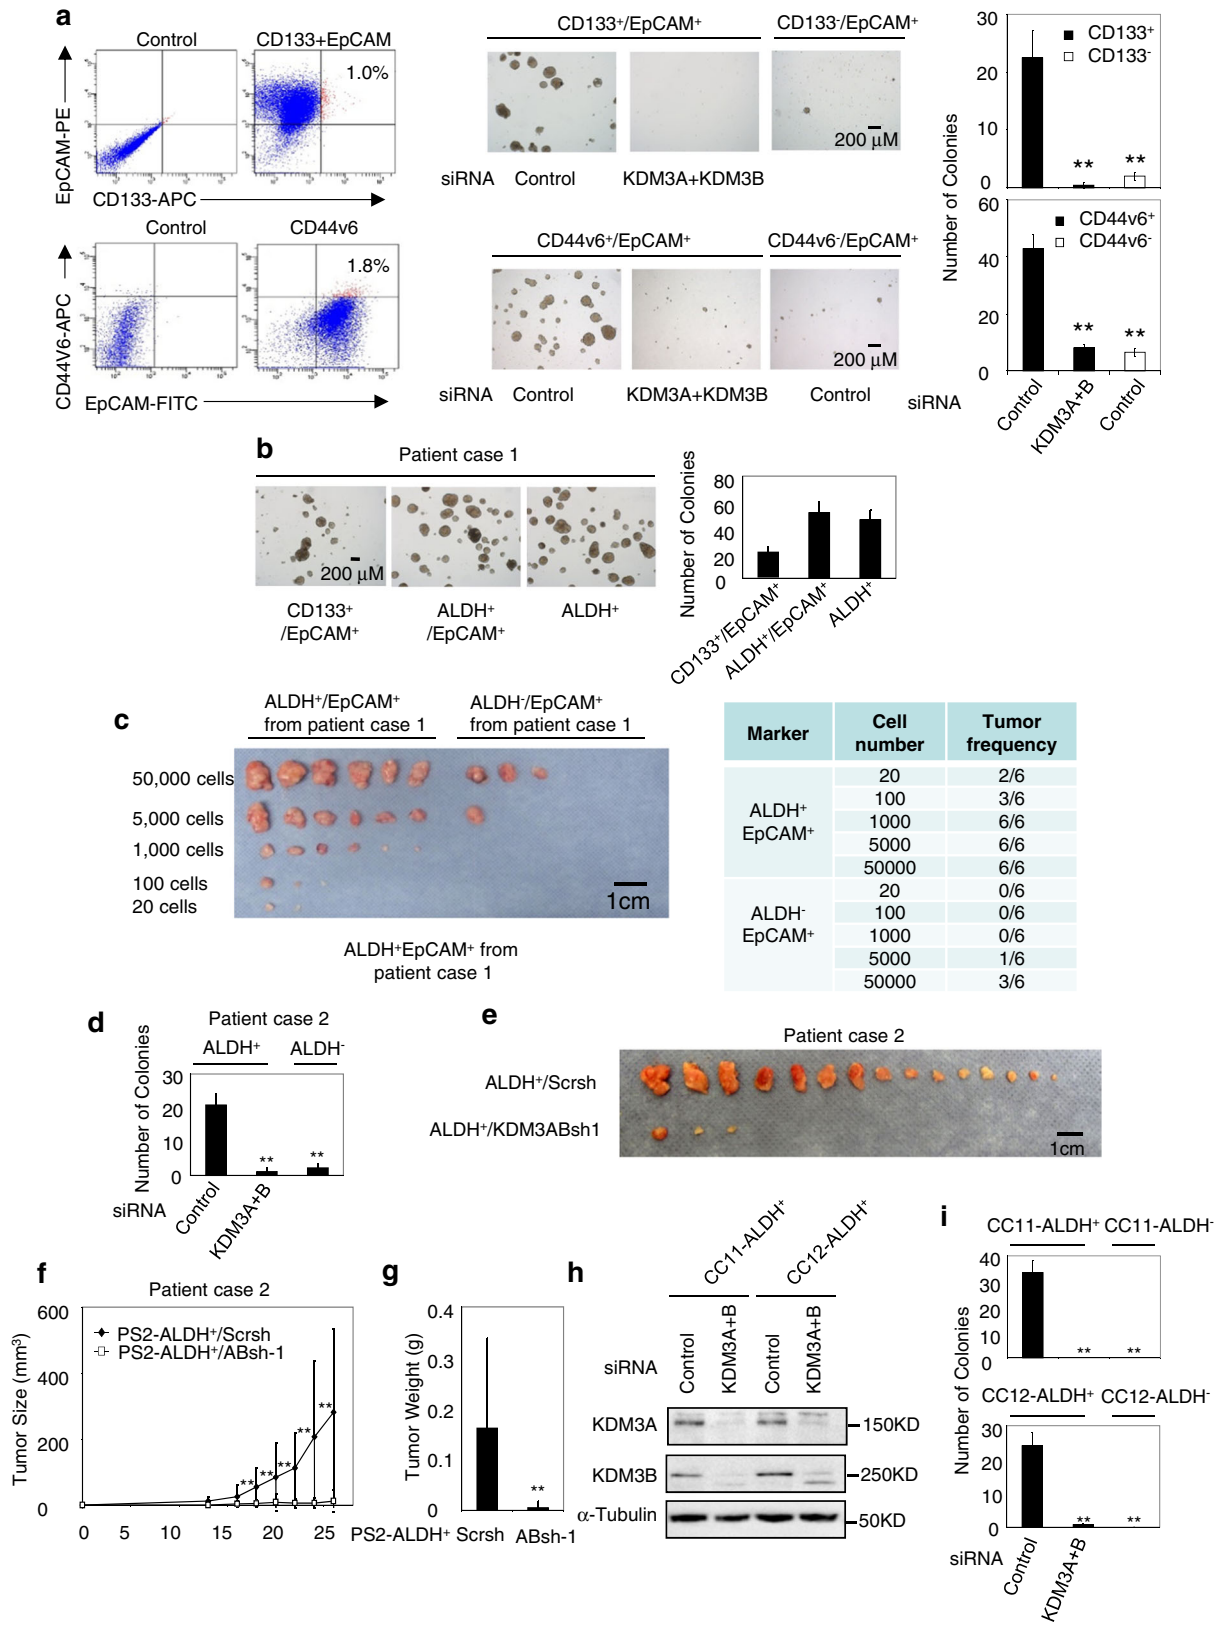 a
Control
CD133+EpCAM
1.0%
EpCAM-PE
CD133-APC
Control
CD44v6
1.8%
CD44V6-APC
EpCAM-FITC
CD133⁺/EpCAM⁺
CD133⁻/EpCAM⁺
200 µM
siRNA
Control
KDM3A+KDM3B
CD44v6⁺/EpCAM⁺
CD44v6⁻/EpCAM⁺
200 µM
siRNA
Control
KDM3A+KDM3B
Control
Number of Colonies
30
20
10
0
CD133⁺
CD133⁻
**
**
60
40
20
0
CD44v6⁺
CD44v6⁻
**
**
siRNA
Control
KDM3A+B
Control
b
Patient case 1
200 µM
CD133⁺
/EpCAM⁺
ALDH⁺
/EpCAM⁺
ALDH⁺
Number of Colonies
80
60
40
20
0
CD133⁺/EpCAM⁺
ALDH⁺/EpCAM⁺
ALDH⁺
c
ALDH⁺/EpCAM⁺
from patient case 1
ALDH⁻/EpCAM⁺
from patient case 1
50,000 cells
5,000 cells
1,000 cells
100 cells
20 cells
1cm
ALDH⁺EpCAM⁺ from
patient case 1
Marker
Cell
number
Tumor
frequency
ALDH⁺
EpCAM⁺
20 2/6
100 3/6
1000 6/6
5000 6/6
50000 6/6
ALDH⁻
EpCAM⁺
20 0/6
100 0/6
1000 0/6
5000 1/6
50000 3/6
d
Patient case 2
ALDH⁺
ALDH⁻
Number of Colonies
30
20
10
0
**
**
siRNA
Control
KDM3A+B
e
Patient case 2
ALDH⁺/Scrsh
ALDH⁺/KDM3ABsh1
1cm
f
Patient case 2
Tumor Size (mm³)
600
400
200
0
PS2-ALDH⁺/Scrsh
PS2-ALDH⁺/ABsh-1
**
**
**
**
**
0 5 10 15 20 25
g
Tumor Weight (g)
0.4
0.3
0.2
0.1
0
**
PS2-ALDH⁺ Scrsh ABsh-1
h
CC11-ALDH⁺
CC12-ALDH⁺
siRNA
Control
KDM3A+B
Control
KDM3A+B
KDM3A
150KD
KDM3B
250KD
α-Tubulin
50KD
i
CC11-ALDH⁺ CC11-ALDH⁻
Number of Colonies
40
30
20
10
0
**
**
CC12-ALDH⁺ CC12-ALDH⁻
30
20
10
0
**
**
siRNA
Control
KDM3A+B